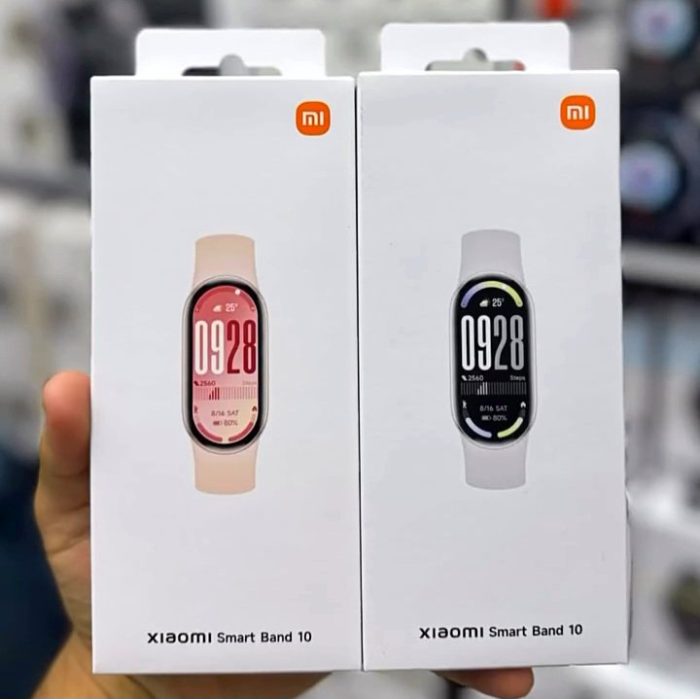 mi
25°
0928
2560 Steps
8/16 SAT
80%
xiaomi Smart Band 10
mi
25°
0928
2560 Steps
8/16 SAT
80%
xiaomi Smart Band 10